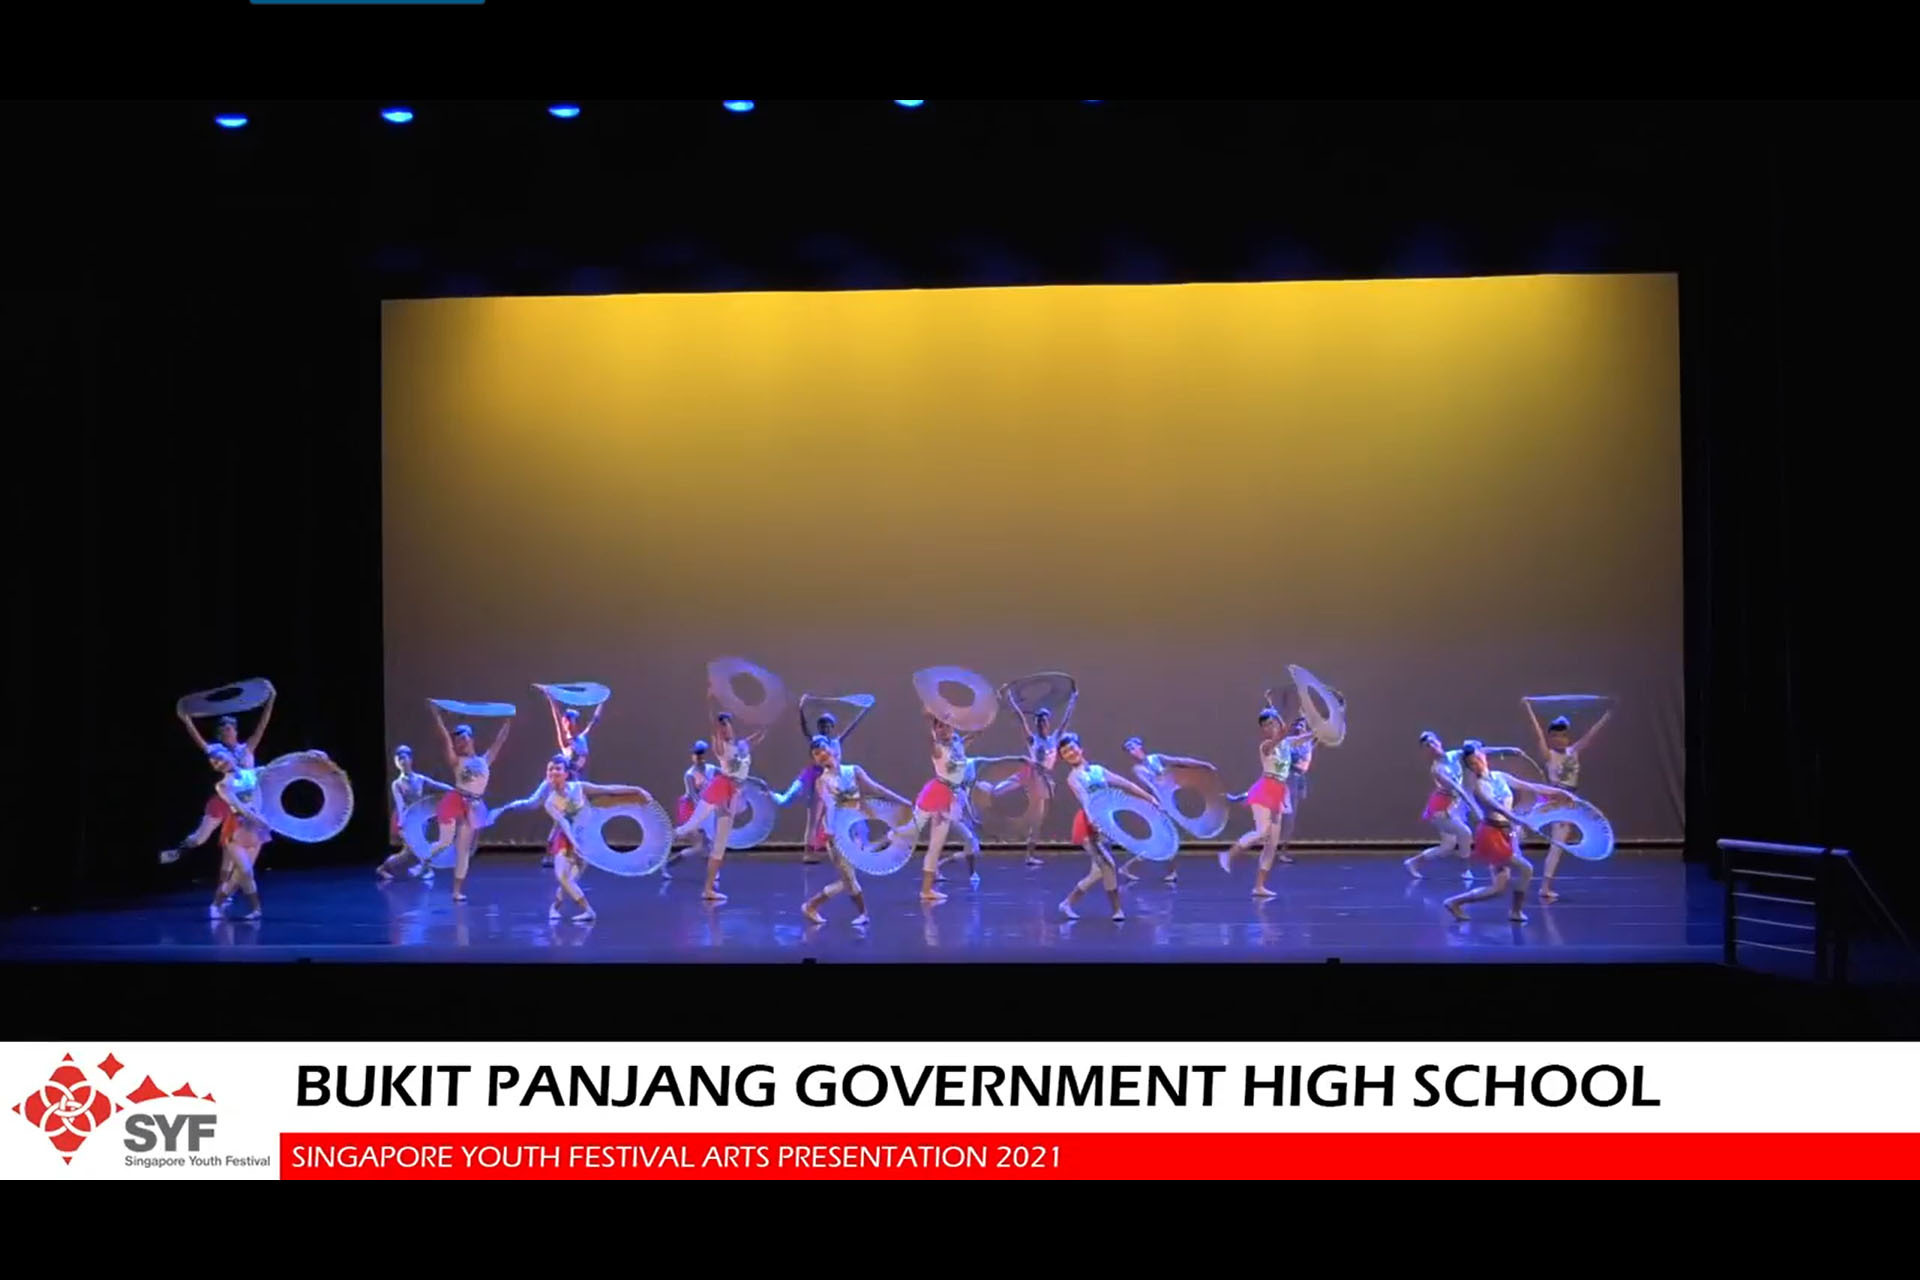 BUKIT PANJANG GOVERNMENT HIGH SCHOOL
SYF
Singapore Youth Festival
SINGAPORE YOUTH FESTIVAL ARTS PRESENTATION 2021